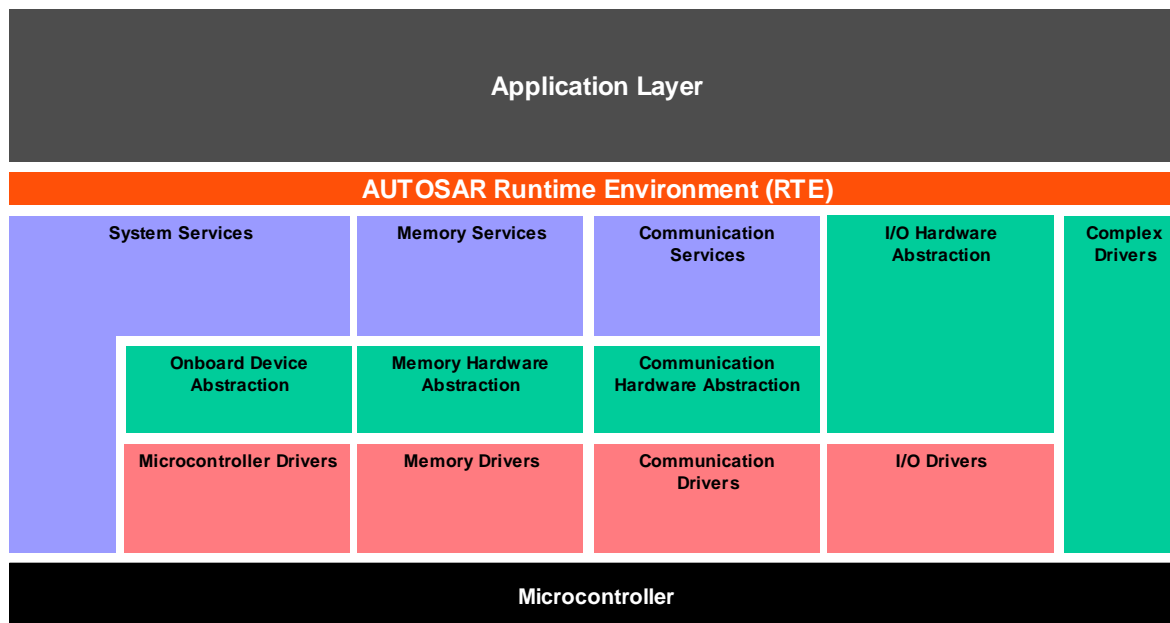 Application Layer
AUTOSAR Runtime Environment (RTE)
System Services
Memory Services
Communication
Services
I/O Hardware
Abstraction
Complex
Drivers
Onboard Device
Abstraction
Memory Hardware
Abstraction
Communication
Hardware Abstraction
Microcontroller Drivers
Memory Drivers
Communication
Drivers
I/O Drivers
Microcontroller